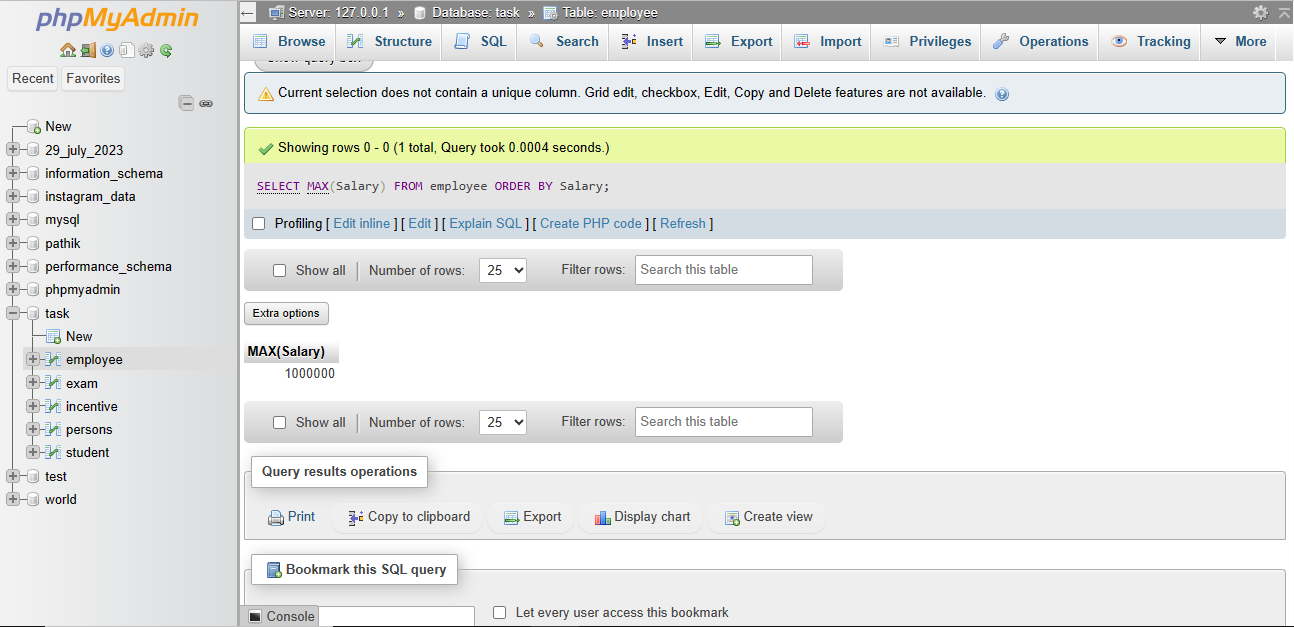 phpMyAdmin
Recent Favorites
New
29_july_2023
information_schema
instagram_data
mysql
pathik
performance_schema
phpmyadmin
task
New
employee
exam
incentive
persons
student
test
world
Server: 127.0.0.1 » Database: task » Table: employee
Browse Structure SQL Search Insert Export Import Privileges Operations Tracking More
Show query box
Current selection does not contain a unique column. Grid edit, checkbox, Edit, Copy and Delete features are not available.
Showing rows 0 - 0 (1 total, Query took 0.0004 seconds.)
SELECT MAX(Salary) FROM employee ORDER BY Salary;
Profiling [ Edit inline ] [ Edit ] [ Explain SQL ] [ Create PHP code ] [ Refresh ]
Show all Number of rows: 25 Filter rows: Search this table
Extra options
MAX(Salary)
1000000
Show all Number of rows: 25 Filter rows: Search this table
Query results operations
Print Copy to clipboard Export Display chart Create view
Bookmark this SQL query
Console Let every user access this bookmark